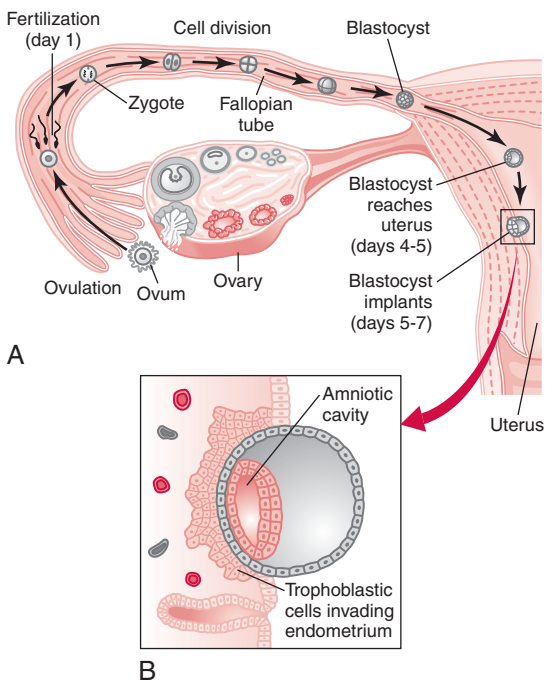 Fertilization
(day 1)
Cell division
Blastocyst
Zygote
Fallopian
tube
Blastocyst
reaches
uterus
(days 4-5)
Ovulation
Ovum
Ovary
Blastocyst
implants
(days 5-7)
A
Uterus
Amniotic
cavity
Trophoblastic
cells invading
endometrium
B